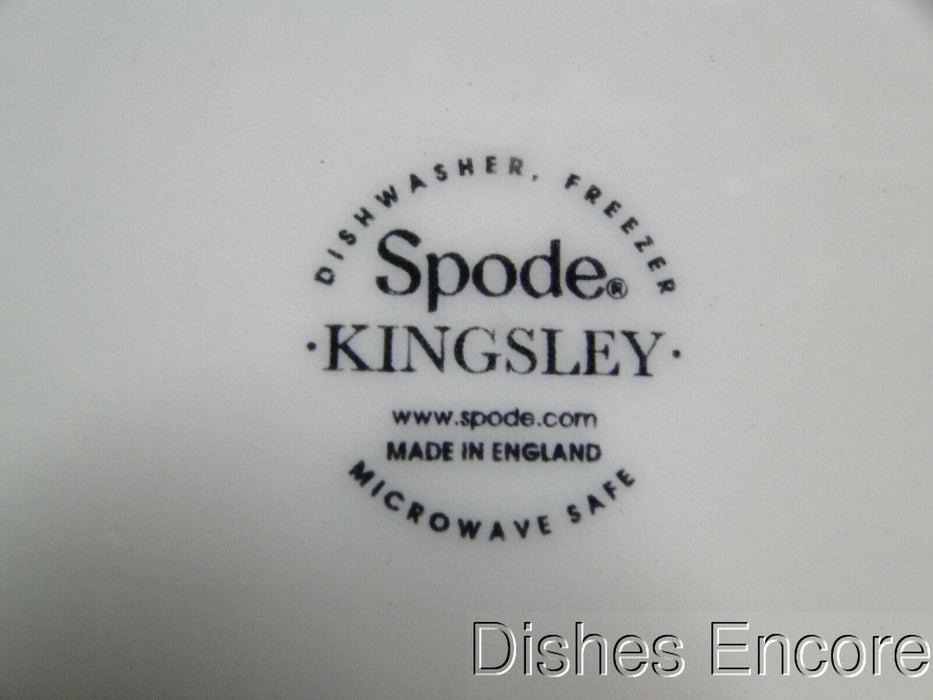 DISHWASHER, FREEZER
Spode®
·KINGSLEY·
www.spode.com
MADE IN ENGLAND
MICROWAVE SAFE
Dishes Encore